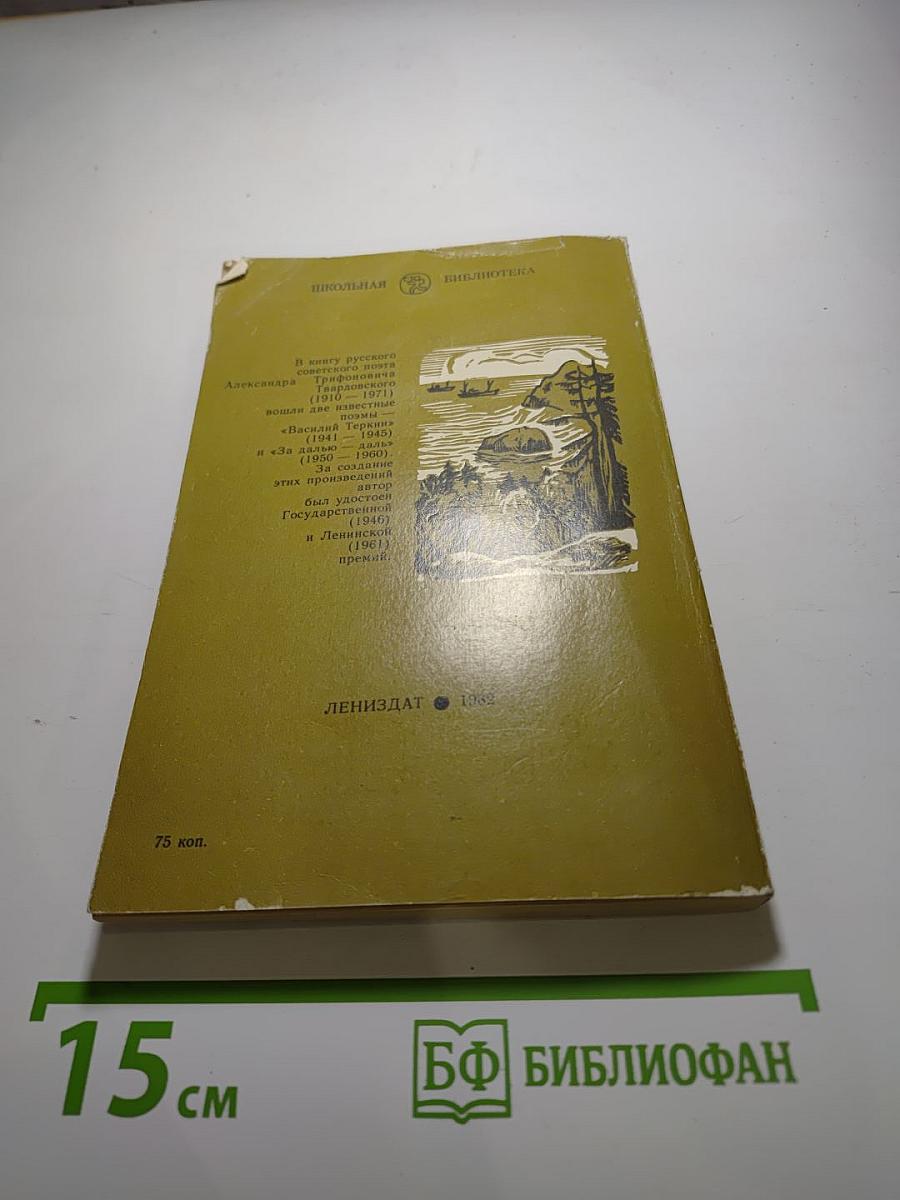 ШКОЛЬНАЯ БИБЛИОТЕКА
В книгу русского
советского поэта
Александра Трифоновича
Твардовского
(1910 — 1971)
вошли две известные
поэмы —
«Василий Теркин»
(1941 — 1945)
и «За далью — даль»
(1950 — 1960).
За создание
этих произведений
автор
был удостоен
Государственной
(1946)
и Ленинской
(1961)
премий.
ЛЕНИЗДАТ 1982
75 коп.
15 см
БФ БИБЛИОФАН